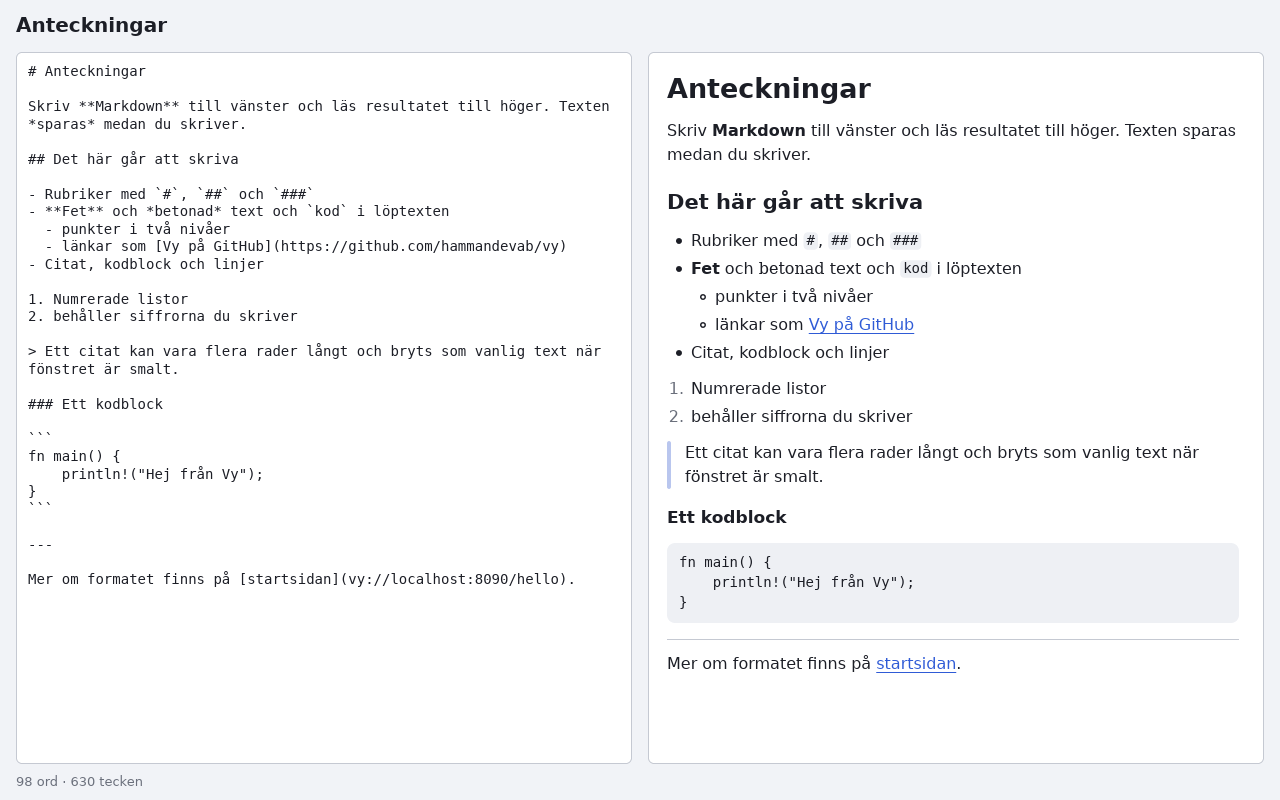 Anteckningar
# Anteckningar
Skriv **Markdown** till vänster och läs resultatet till höger. Texten
*sparas* medan du skriver.
## Det här går att skriva
- Rubriker med `#`, `##` och `###`
- **Fet** och *betonad* text och `kod` i löptexten
  - punkter i två nivåer
  - länkar som [Vy på GitHub](https://github.com/hammandevab/vy)
- Citat, kodblock och linjer
1. Numrerade listor
2. behåller siffrorna du skriver
> Ett citat kan vara flera rader långt och bryts som vanlig text när
fönstret är smalt.
### Ett kodblock
```
fn main() {
    println!("Hej från Vy");
}
```
---
Mer om formatet finns på [startsidan](vy://localhost:8090/hello).
Anteckningar
Skriv Markdown till vänster och läs resultatet till höger. Texten sparas
medan du skriver.
Det här går att skriva
• Rubriker med #, ## och ###
• Fet och betonad text och kod i löptexten
  ◦ punkter i två nivåer
  ◦ länkar som Vy på GitHub
• Citat, kodblock och linjer
1. Numrerade listor
2. behåller siffrorna du skriver
Ett citat kan vara flera rader långt och bryts som vanlig text när
fönstret är smalt.
Ett kodblock
fn main() {
    println!("Hej från Vy");
}
Mer om formatet finns på startsidan.
98 ord · 630 tecken